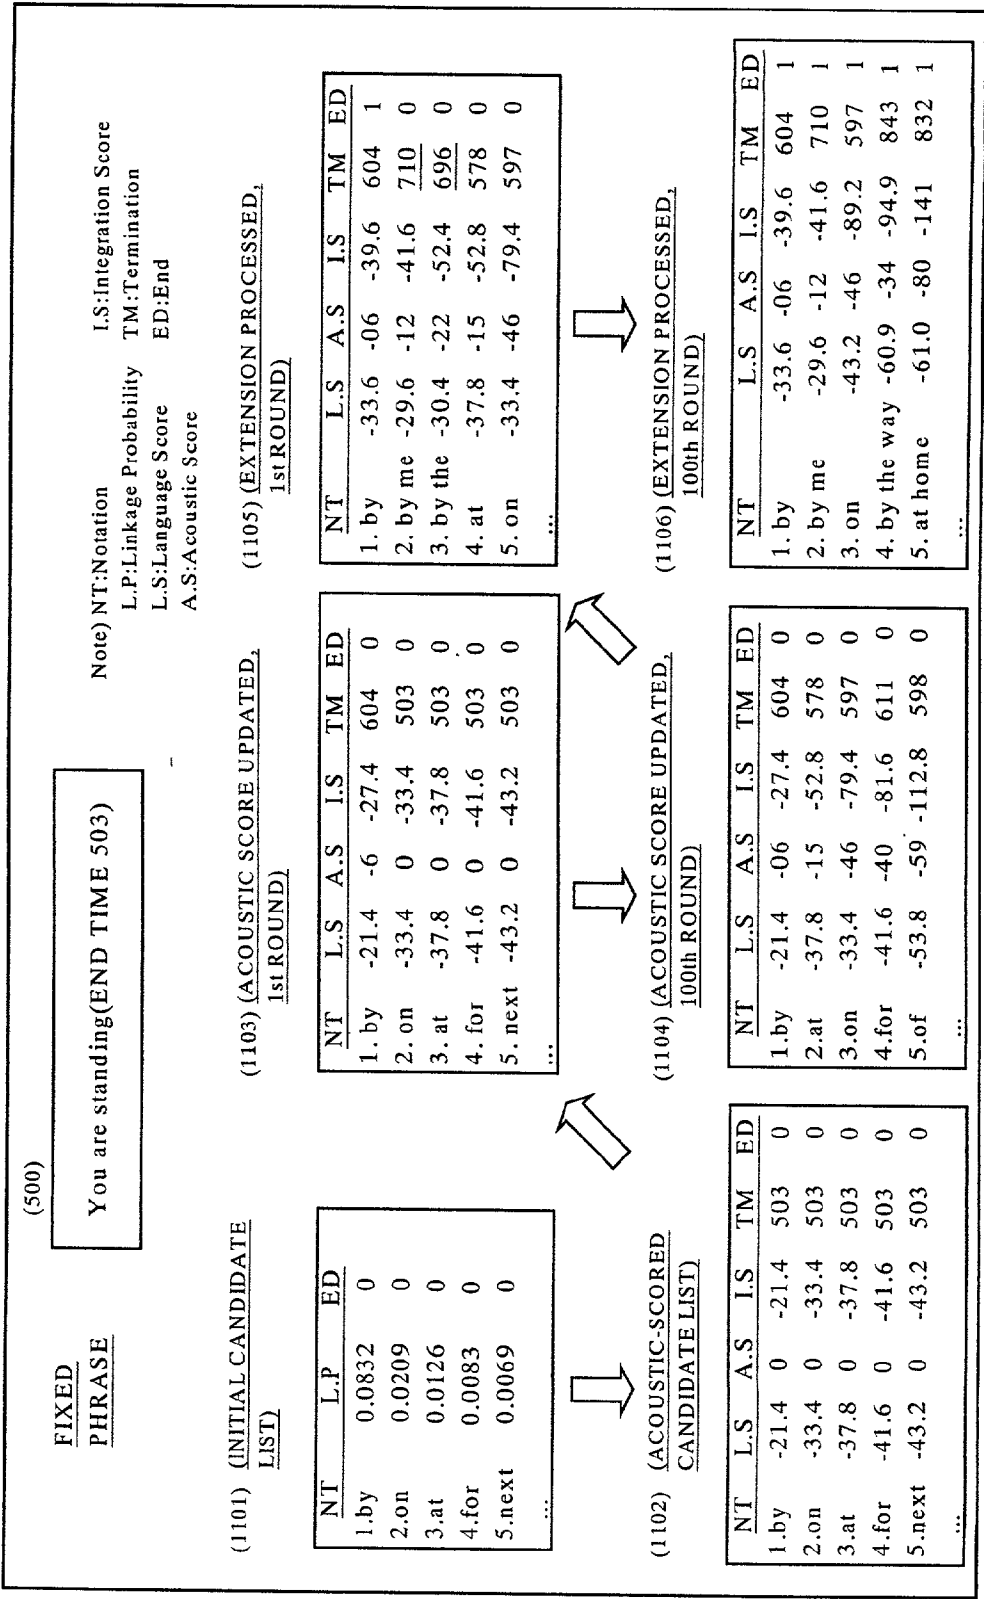 (500)
FIXED
PHRASE
You are standing(END TIME 503)
Note) NT:Notation I.S:Integration Score
L.P:Linkage Probability TM:Termination
L.S:Language Score ED:End
A.S:Acoustic Score
(1101) (INITIAL CANDIDATE
LIST)
NT L.P ED
1.by 0.0832 0
2.on 0.0209 0
3.at 0.0126 0
4.for 0.0083 0
5.next 0.0069 0
...
(1103) (ACOUSTIC SCORE UPDATED,
1st ROUND)
NT L.S A.S I.S TM ED
1. by -21.4 -6 -27.4 604 0
2. on -33.4 0 -33.4 503 0
3. at -37.8 0 -37.8 503 0
4. for -41.6 0 -41.6 503 0
5. next -43.2 0 -43.2 503 0
...
(1105) (EXTENSION PROCESSED,
1st ROUND)
NT L.S A.S I.S TM ED
1. by -33.6 -06 -39.6 604 1
2. by me -29.6 -12 -41.6 710 0
3. by the -30.4 -22 -52.4 696 0
4. at -37.8 -15 -52.8 578 0
5. on -33.4 -46 -79.4 597 0
...
(1102) (ACOUSTIC-SCORED
CANDIDATE LIST)
NT L.S A.S I.S TM ED
1.by -21.4 0 -21.4 503 0
2.on -33.4 0 -33.4 503 0
3.at -37.8 0 -37.8 503 0
4.for -41.6 0 -41.6 503 0
5.next -43.2 0 -43.2 503 0
...
(1104) (ACOUSTIC SCORE UPDATED,
100th ROUND)
NT L.S A.S I.S TM ED
1.by -21.4 -06 -27.4 604 0
2.at -37.8 -15 -52.8 578 0
3.on -33.4 -46 -79.4 597 0
4.for -41.6 -40 -81.6 611 0
5.of -53.8 -59 -112.8 598 0
...
(1106) (EXTENSION PROCESSED,
100th ROUND)
NT L.S A.S I.S TM ED
1. by -33.6 -06 -39.6 604 1
2. by me -29.6 -12 -41.6 710 1
3. on -43.2 -46 -89.2 597 1
4. by the way -60.9 -34 -94.9 843 1
5. at home -61.0 -80 -141 832 1
...